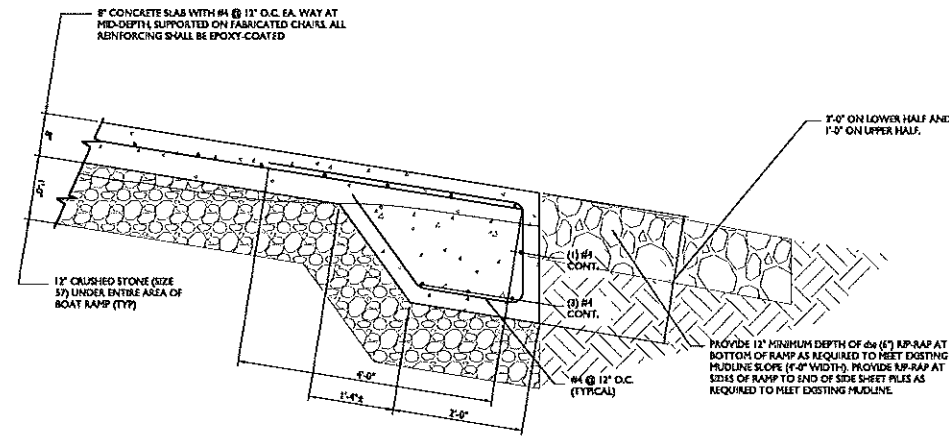 8" CONCRETE SLAB WITH #4 @ 12" O.C. EA. WAY AT
MID-DEPTH, SUPPORTED ON FABRICATED CHAIRS. ALL
REINFORCING SHALL BE EPOXY-COATED
8"
12"
12" CRUSHED STONE (SIZE
57) UNDER ENTIRE AREA OF
BOAT RAMP (TYP)
ON LOWER HALF AND
1'-0" ON UPPER HALF.
(1) #4
CONT.
(3) #4
CONT.
#4 @ 12" O.C.
(TYPICAL)
PROVIDE 12" MINIMUM DEPTH OF (6") RIP-RAP AT
BOTTOM OF RAMP AS REQUIRED TO MEET EXISTING
MUDLINE SLOPE (4'-0" WIDTH). PROVIDE RIP-RAP AT
SIDES OF RAMP TO END OF SIDE SHEET PILES AS
REQUIRED TO MEET EXISTING MUDLINE.
4'-0"
2'-0"